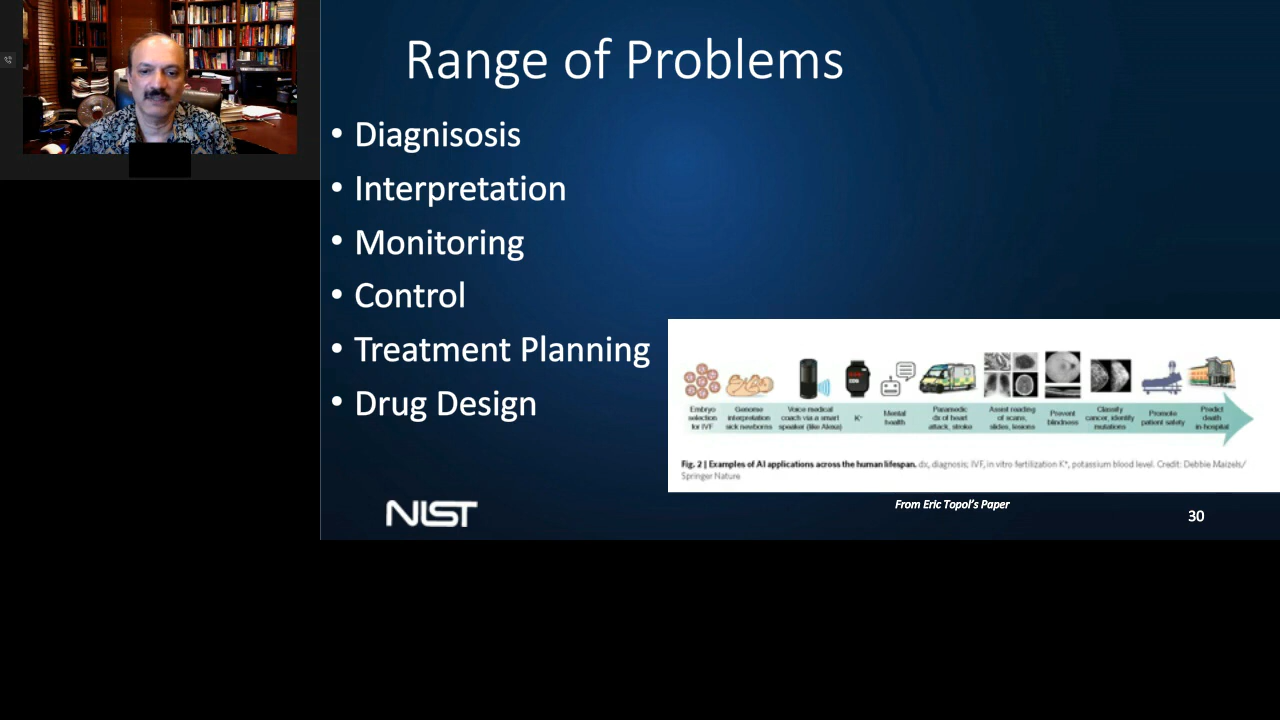 Range of Problems
• Diagnisosis
• Interpretation
• Monitoring
• Control
• Treatment Planning
• Drug Design
Embryo
selection
for IVF
Genome
interpretation
sick newborns
Voice medical
coach via a smart
speaker (like Alexa)
K⁺
Mental
health
Paramedic
dx of heart
attack, stroke
Assist reading
of scans,
slides, lesions
Prevent
blindness
Classify
cancer, identify
mutations
Promote
patient safety
Predict
death
in-hospital
Fig. 2 | Examples of AI applications across the human lifespan. dx, diagnosis; IVF, in vitro fertilization K⁺, potassium blood level. Credit: Debbie Maizels/
Springer Nature
From Eric Topol's Paper
NIST
30